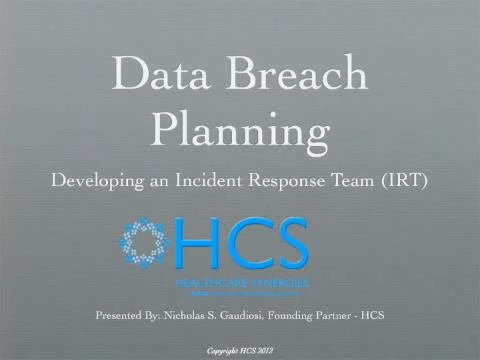 Data Breach
Planning
Developing an Incident Response Team (IRT)
HCS
HEALTHCARE SYNERGIES
Presented By: Nicholas S. Gaudiosi, Founding Partner - HCS
Copyright HCS 2012